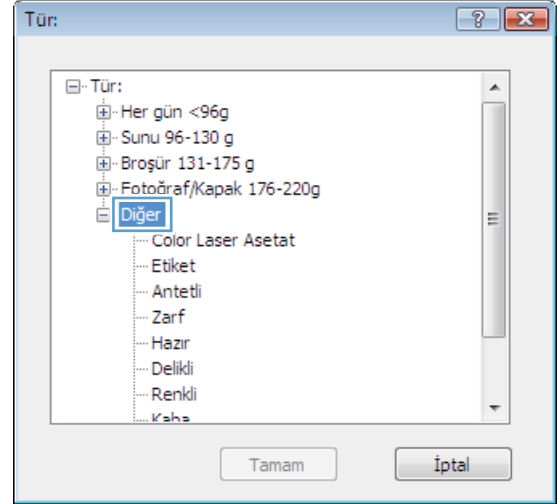 Tür:
Tür:
Her gün <96g
Sunu 96-130 g
Broşür 131-175 g
Fotoğraf/Kapak 176-220g
Diğer
Color Laser Asetat
Etiket
Antetli
Zarf
Hazır
Delikli
Renkli
Kaba
Tamam
İptal